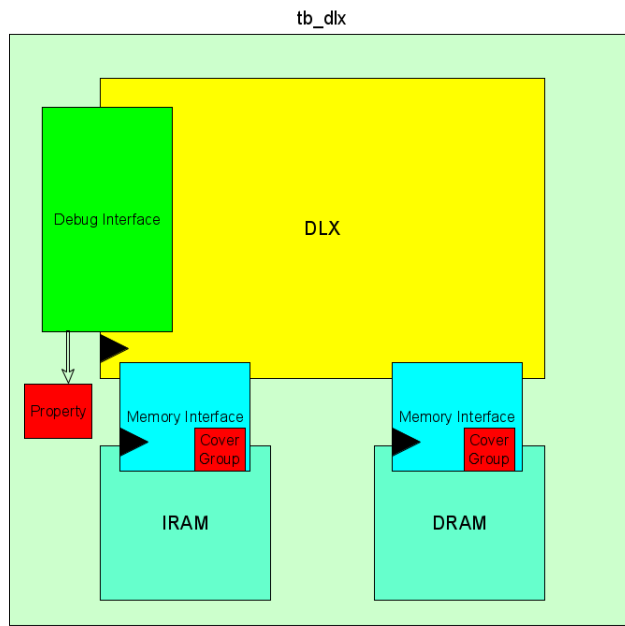 tb_dlx
Debug Interface
DLX
Property
Memory Interface
Cover
Group
Memory Interface
Cover
Group
IRAM
DRAM